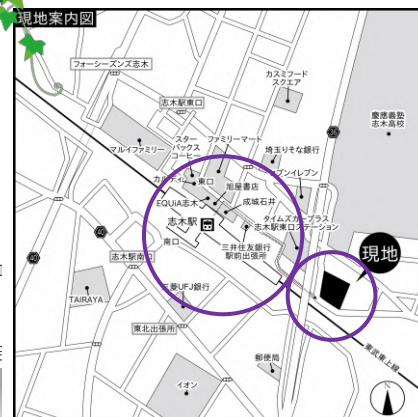 現地案内図
フォーシーズンズ志木
カスミフード
スクエア
志木駅東口
慶應義塾
志木高校
スター
バックス
コーヒー
ファミリーマート
埼玉りそな銀行
マルイファミリー
東口
旭屋書店
EQUiA志木
成城石井
志木駅
タイムズカープラス
志木駅東口ステーション
南口
三井住友銀行
駅前出張所
現地
志木駅南口
三菱UFJ銀行
TAIRAYA
東北出張所
東武東上線
郵便局
イオン
N